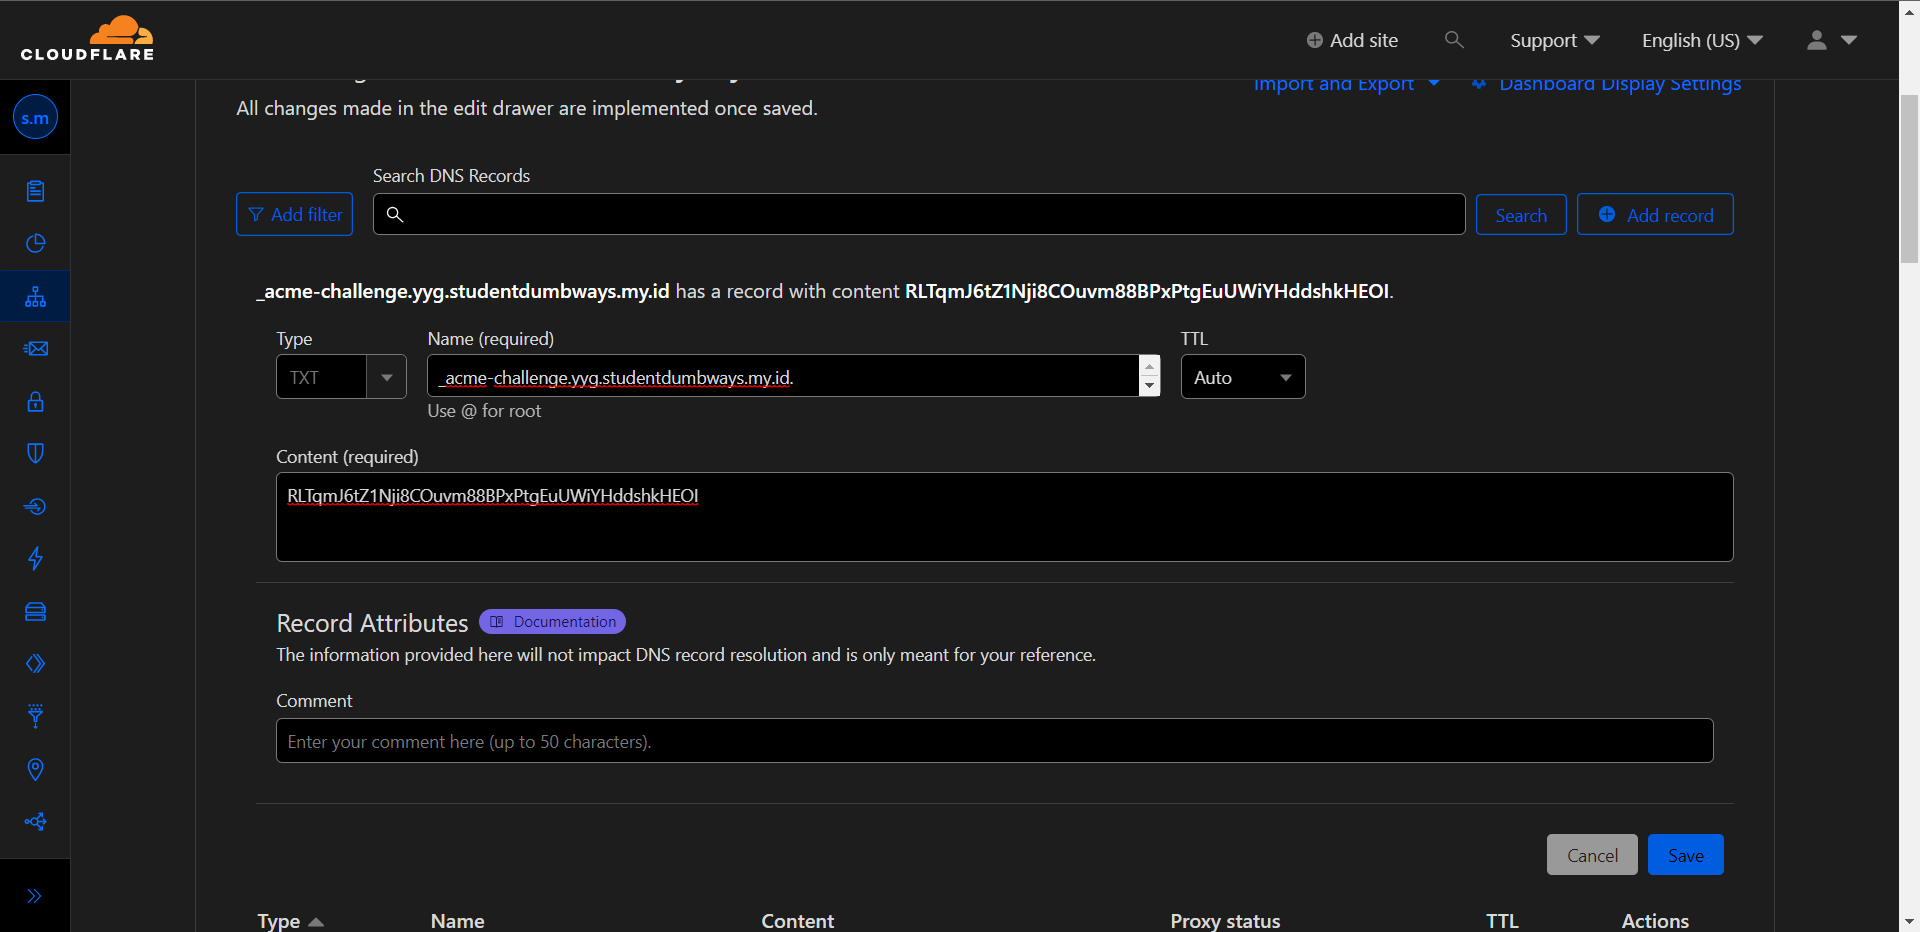 CLOUDFLARE
Add site
Support
English (US)
s.m
Import and Export
Dashboard Display Settings
All changes made in the edit drawer are implemented once saved.
Search DNS Records
Add filter
Search
Add record
_acme-challenge.yyg.studentdumbways.my.id has a record with content RLTqmJ6tZ1Nji8COuvm88BPxPtgEuUWiYHddshkHEOI.
Type
Name (required)
TTL
TXT
_acme-challenge.yyg.studentdumbways.my.id.
Auto
Use @ for root
Content (required)
RLTqmJ6tZ1Nji8COuvm88BPxPtgEuUWiYHddshkHEOI
Record Attributes
Documentation
The information provided here will not impact DNS record resolution and is only meant for your reference.
Comment
Enter your comment here (up to 50 characters).
Cancel
Save
Type
Name
Content
Proxy status
TTL
Actions